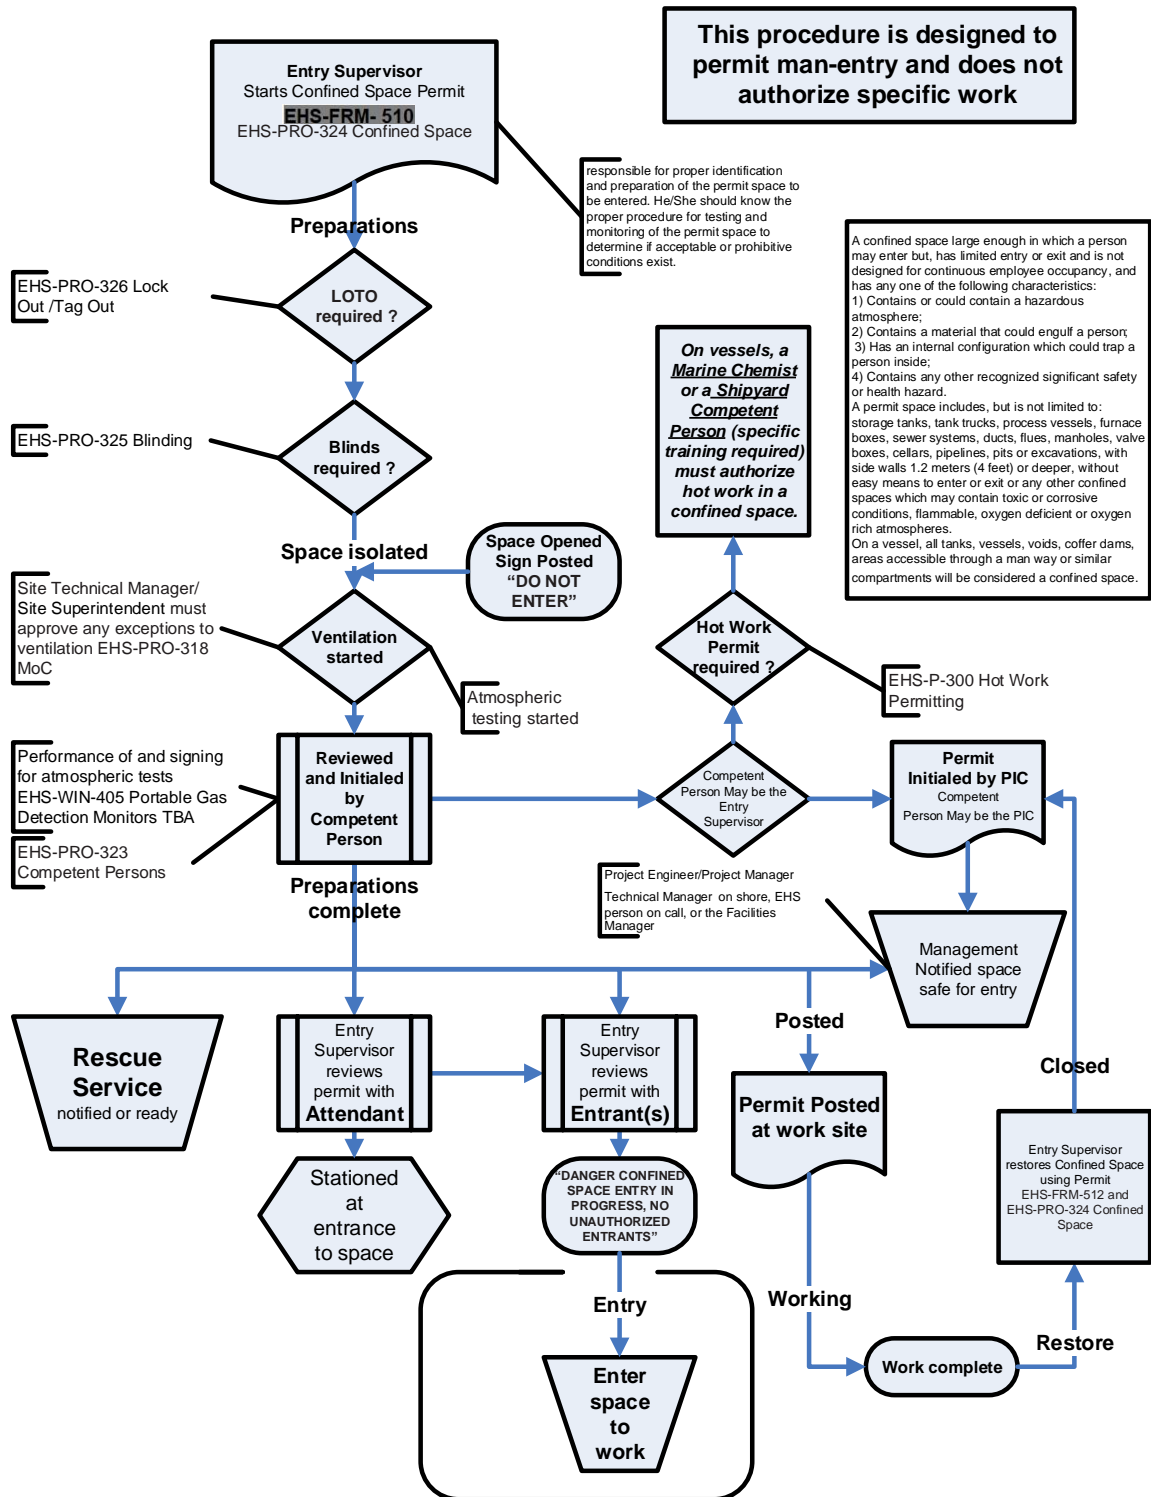 This procedure is designed to
permit man-entry and does not
authorize specific work
Entry Supervisor
Starts Confined Space Permit
EHS-FRM- 510
EHS-PRO-324 Confined Space
responsible for proper identification
and preparation of the permit space to
be entered. He/She should know the
proper procedure for testing and
monitoring of the permit space to
determine if acceptable or prohibitive
conditions exist.
Preparations
EHS-PRO-326 Lock
Out /Tag Out
LOTO
required ?
A confined space large enough in which a person
may enter but, has limited entry or exit and is not
designed for continuous employee occupancy, and
has any one of the following characteristics:
1) Contains or could contain a hazardous
atmosphere;
2) Contains a material that could engulf a person;
3) Has an internal configuration which could trap a
person inside;
4) Contains any other recognized significant safety
or health hazard.
A permit space includes, but is not limited to:
storage tanks, tank trucks, process vessels, furnace
boxes, sewer systems, ducts, flues, manholes, valve
boxes, cellars, pipelines, pits or excavations, with
side walls 1.2 meters (4 feet) or deeper, without
easy means to enter or exit or any other confined
spaces which may contain toxic or corrosive
conditions, flammable, oxygen deficient or oxygen
rich atmospheres.
On a vessel, all tanks, vessels, voids, coffer dams,
areas accessible through a man way or similar
compartments will be considered a confined space.
On vessels, a
Marine Chemist
or a Shipyard
Competent
Person (specific
training required)
must authorize
hot work in a
confined space.
EHS-PRO-325 Blinding
Blinds
required ?
Space isolated
Space Opened
Sign Posted
“DO NOT
ENTER”
Site Technical Manager/
Site Superintendent must
approve any exceptions to
ventilation EHS-PRO-318
MoC
Ventilation
started
Atmospheric
testing started
Hot Work
Permit
required ?
EHS-P-300 Hot Work
Permitting
Performance of and signing
for atmospheric tests
EHS-WIN-405 Portable Gas
Detection Monitors TBA
EHS-PRO-323
Competent Persons
Reviewed
and Initialed
by
Competent
Person
Competent
Person May be the
Entry
Supervisor
Permit
Initialed by PIC
Competent
Person May be the PIC
Preparations
complete
Project Engineer/Project Manager
Technical Manager on shore, EHS
person on call, or the Facilities
Manager
Management
Notified space
safe for entry
Rescue
Service
notified or ready
Entry
Supervisor
reviews
permit with
Attendant
Entry
Supervisor
reviews
permit with
Entrant(s)
Posted
Permit Posted
at work site
Closed
Stationed
at
entrance
to space
“DANGER CONFINED
SPACE ENTRY IN
PROGRESS, NO
UNAUTHORIZED
ENTRANTS”
Entry Supervisor
restores Confined Space
using Permit
EHS-FRM-512 and
EHS-PRO-324 Confined
Space
Entry
Working
Restore
Work complete
Enter
space
to
work